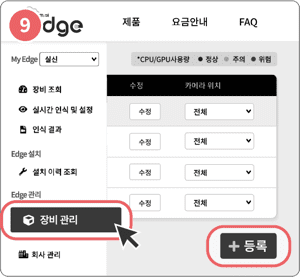 9
edge
제품 요금안내 FAQ
My Edge 실신
*CPU/GPU사용량 정상 주의 위험
장비 조회
실시간 인식 및 설정
인식 결과
Edge 설치
설치 이력 조회
Edge관리
장비 관리
회사 관리
수정 카메라 위치
수정 전체
수정 전체
수정 전체
수정 전체
+ 등록